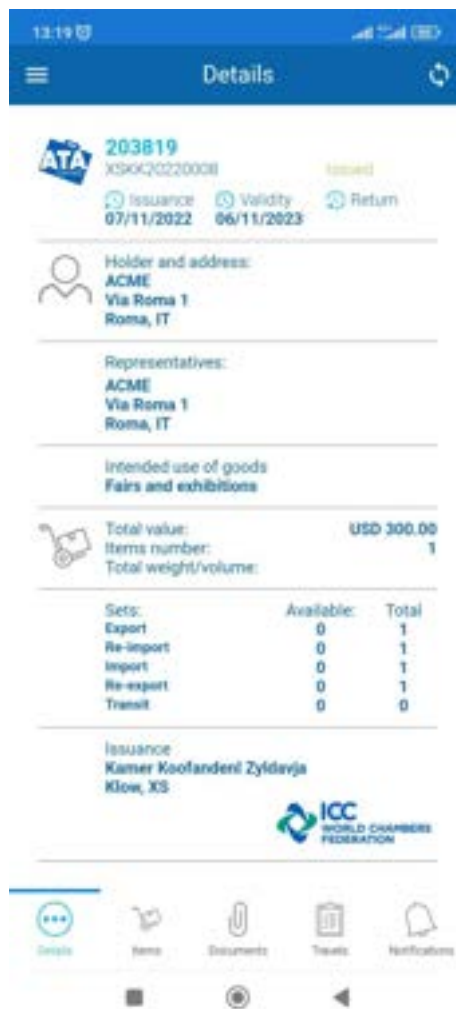 13:19
Details
ATA
203819
XSKK20220008
Issued
Issuance Validity Return
07/11/2022 06/11/2023
Holder and address:
ACME
Via Roma 1
Roma, IT
Representatives:
ACME
Via Roma 1
Roma, IT
Intended use of goods
Fairs and exhibitions
Total value: USD 300.00
Items number: 1
Total weight/volume:
Sets: Available: Total
Export 0 1
Re-import 0 1
Import 0 1
Re-export 0 1
Transit 0 0
Issuance
Kamer Koofandenl Zyldavja
Klow, XS
ICC
WORLD CHAMBERS
FEDERATION
Details Items Documents Travels Notifications